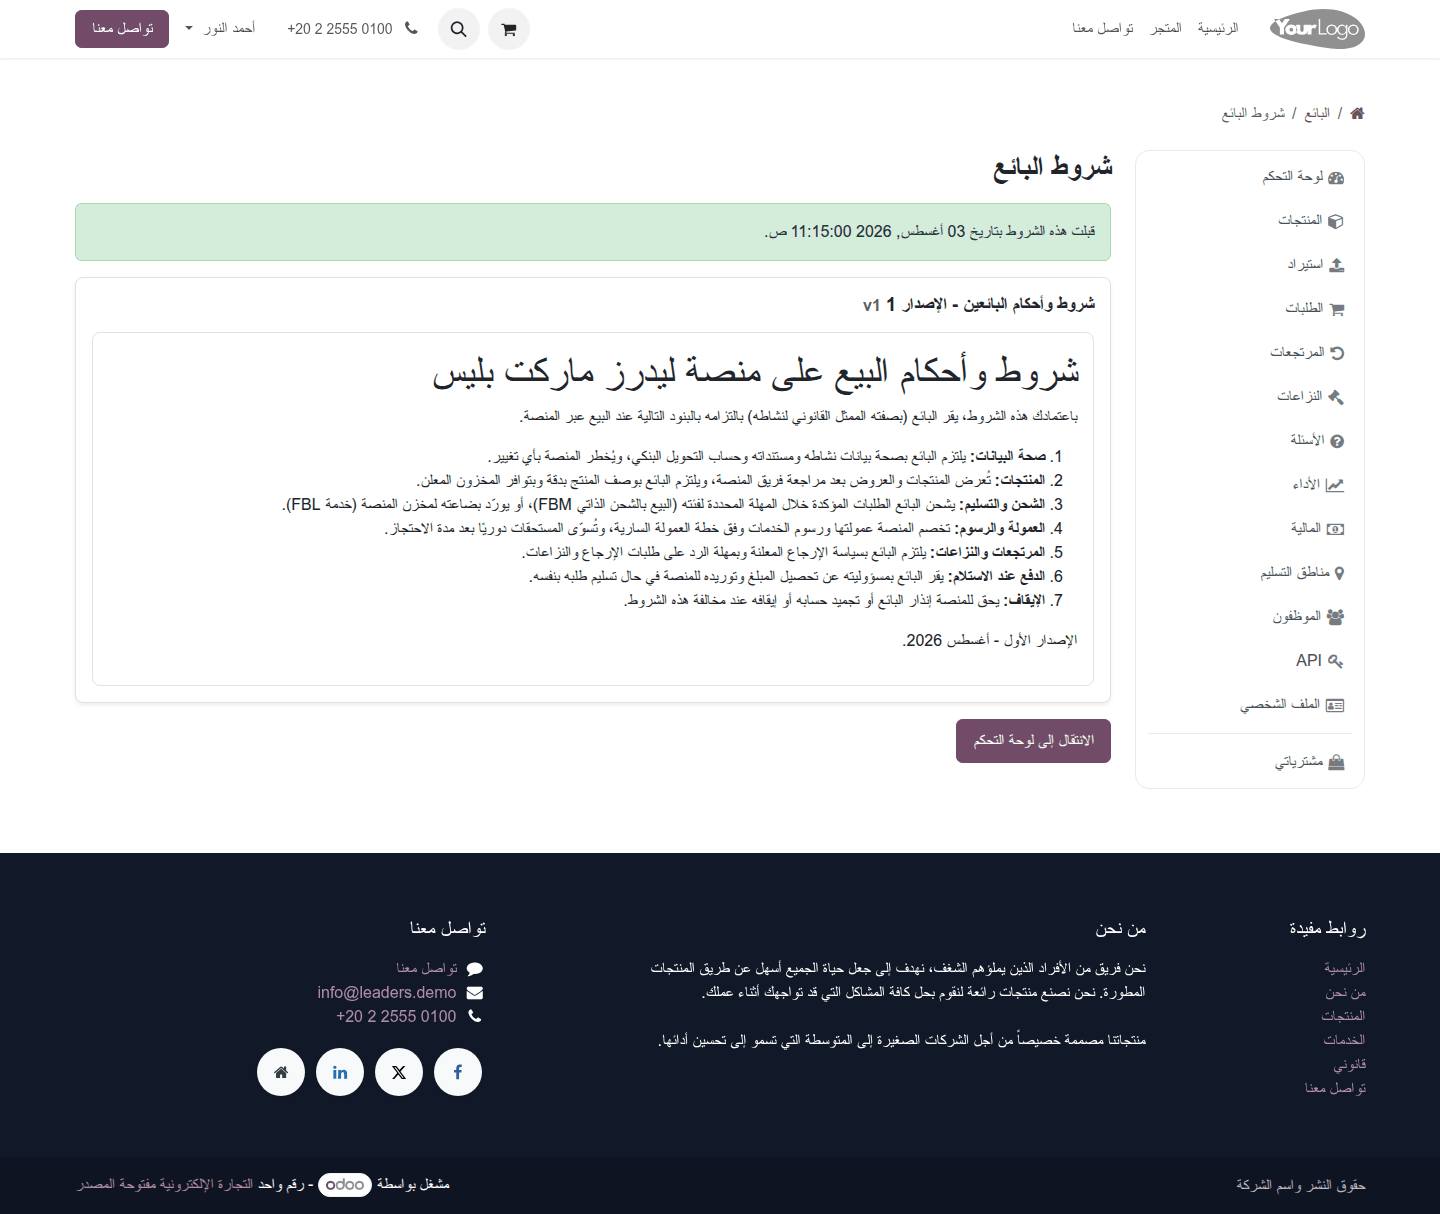 YourLogo
الرئيسية
المتجر
تواصل معنا
+20 2 2555 0100
أحمد النور
تواصل معنا
/ البائع / شروط البائع
لوحة التحكم
المنتجات
استيراد
الطلبات
المرتجعات
النزاعات
الأسئلة
الأداء
المالية
مناطق التسليم
الموظفون
API
الملف الشخصي
مشترياتي
شروط البائع
قبلت هذه الشروط بتاريخ 03 أغسطس, 2026 11:15:00 ص.
شروط وأحكام البائعين - الإصدار 1 v1
شروط وأحكام البيع على منصة ليدرز ماركت بليس
باعتمادك هذه الشروط، يقر البائع (بصفته الممثل القانوني لنشاطه) بالتزامه بالبنود التالية عند البيع عبر المنصة.
1. صحة البيانات: يلتزم البائع بصحة بيانات نشاطه ومستنداته وحساب التحويل البنكي، ويُخطر المنصة بأي تغيير.
2. المنتجات: تُعرض المنتجات والعروض بعد مراجعة فريق المنصة، ويلتزم البائع بوصف المنتج بدقة وبتوافر المخزون المعلن.
3. الشحن والتسليم: يشحن البائع الطلبات المؤكدة خلال المهلة المحددة لفئته (البيع بالشحن الذاتي FBM)، أو يورّد بضاعته لمخزن المنصة (خدمة FBL).
4. العمولة والرسوم: تخصم المنصة عمولتها ورسوم الخدمات وفق خطة العمولة السارية، وتُسوّى المستحقات دوريًا بعد مدة الاحتجاز.
5. المرتجعات والنزاعات: يلتزم البائع بسياسة الإرجاع المعلنة وبمهلة الرد على طلبات الإرجاع والنزاعات.
6. الدفع عند الاستلام: يقر البائع بمسؤوليته عن تحصيل المبلغ وتوريده للمنصة في حال تسليم طلبه بنفسه.
7. الإيقاف: يحق للمنصة إنذار البائع أو تجميد حسابه أو إيقافه عند مخالفة هذه الشروط.
الإصدار الأول - أغسطس 2026.
الانتقال إلى لوحة التحكم
روابط مفيدة
الرئيسية
من نحن
المنتجات
الخدمات
قانوني
تواصل معنا
من نحن
نحن فريق من الأفراد الذين يملؤهم الشغف، نهدف إلى جعل حياة الجميع أسهل عن طريق المنتجات
المطورة. نحن نصنع منتجات رائعة لنقوم بحل كافة المشاكل التي قد تواجهك أثناء عملك.
منتجاتنا مصممة خصيصاً من أجل الشركات الصغيرة إلى المتوسطة التي تسمو إلى تحسين أدائها.
تواصل معنا
تواصل معنا
info@leaders.demo
+20 2 2555 0100
حقوق النشر واسم الشركة
مشغل بواسطة odoo - رقم واحد التجارة الإلكترونية مفتوحة المصدر